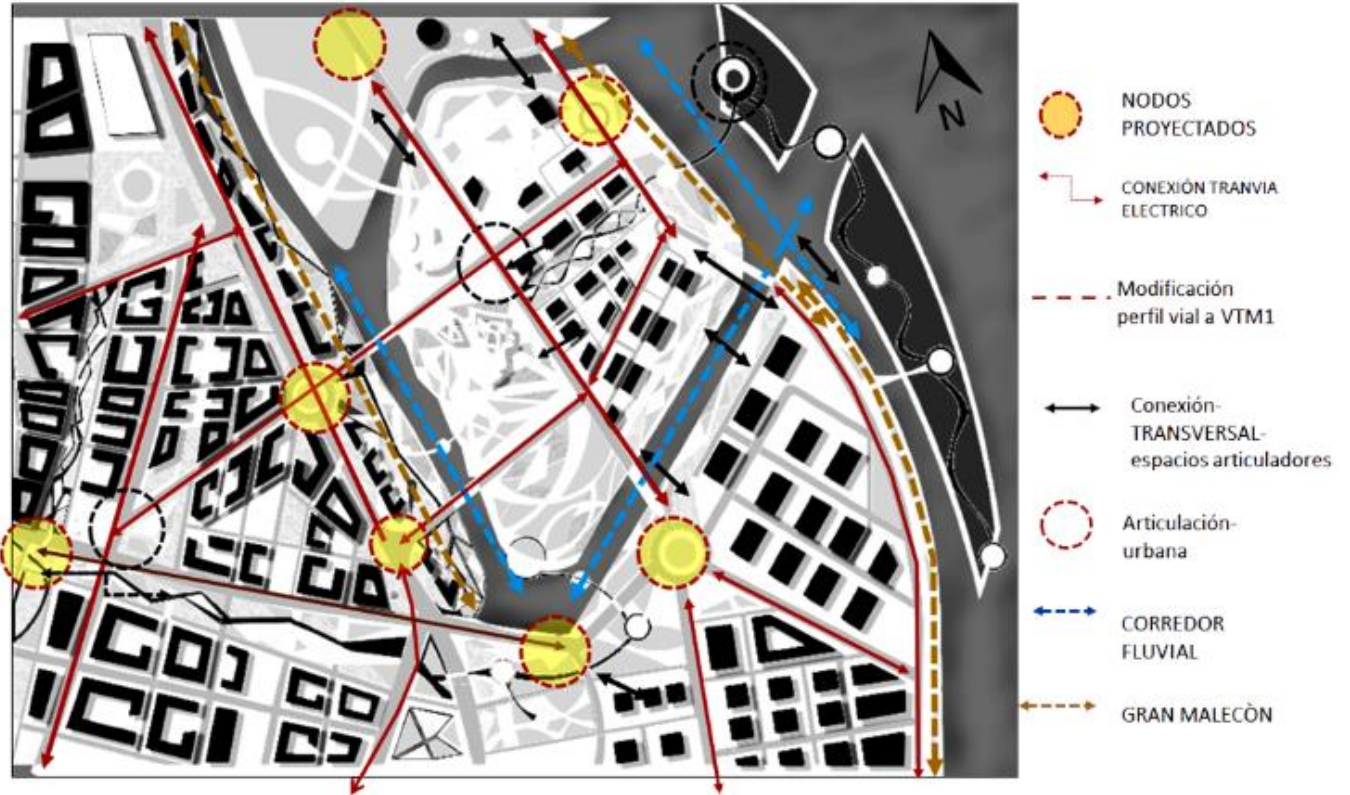 N
NODOS
PROYECTADOS
CONEXIÓN TRANVIA
ELECTRICO
Modificación
perfil vial a VTM1
Conexión-
TRANSVERSAL-
espacios articuladores
Articulación-
urbana
CORREDOR
FLUVIAL
GRAN MALECÒN